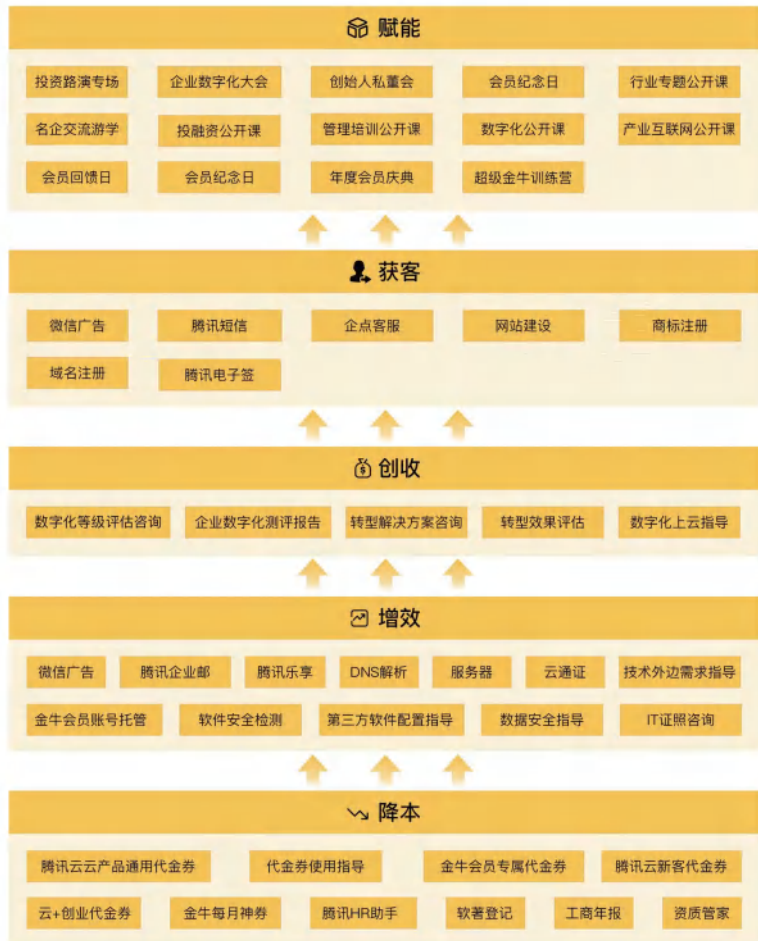 赋能
投资路演专场 企业数字化大会 创始人私董会 会员纪念日 行业专题公开课
名企交流游学 投融资公开课 管理培训公开课 数字化公开课 产业互联网公开课
会员回馈日 会员纪念日 年度会员庆典 超级金牛训练营
获客
微信广告 腾讯短信 企点客服 网站建设 商标注册
域名注册 腾讯电子签
创收
数字化等级评估咨询 企业数字化测评报告 转型解决方案咨询 转型效果评估 数字化上云指导
增效
微信广告 腾讯企业邮 腾讯乐享 DNS解析 服务器 云通证 技术外边需求指导
金牛会员账号托管 软件安全检测 第三方软件配置指导 数据安全指导 IT证照咨询
降本
腾讯云云产品通用代金券 代金券使用指导 金牛会员专属代金券 腾讯云新客代金券
云+创业代金券 金牛每月神券 腾讯HR助手 软著登记 工商年报 资质管家